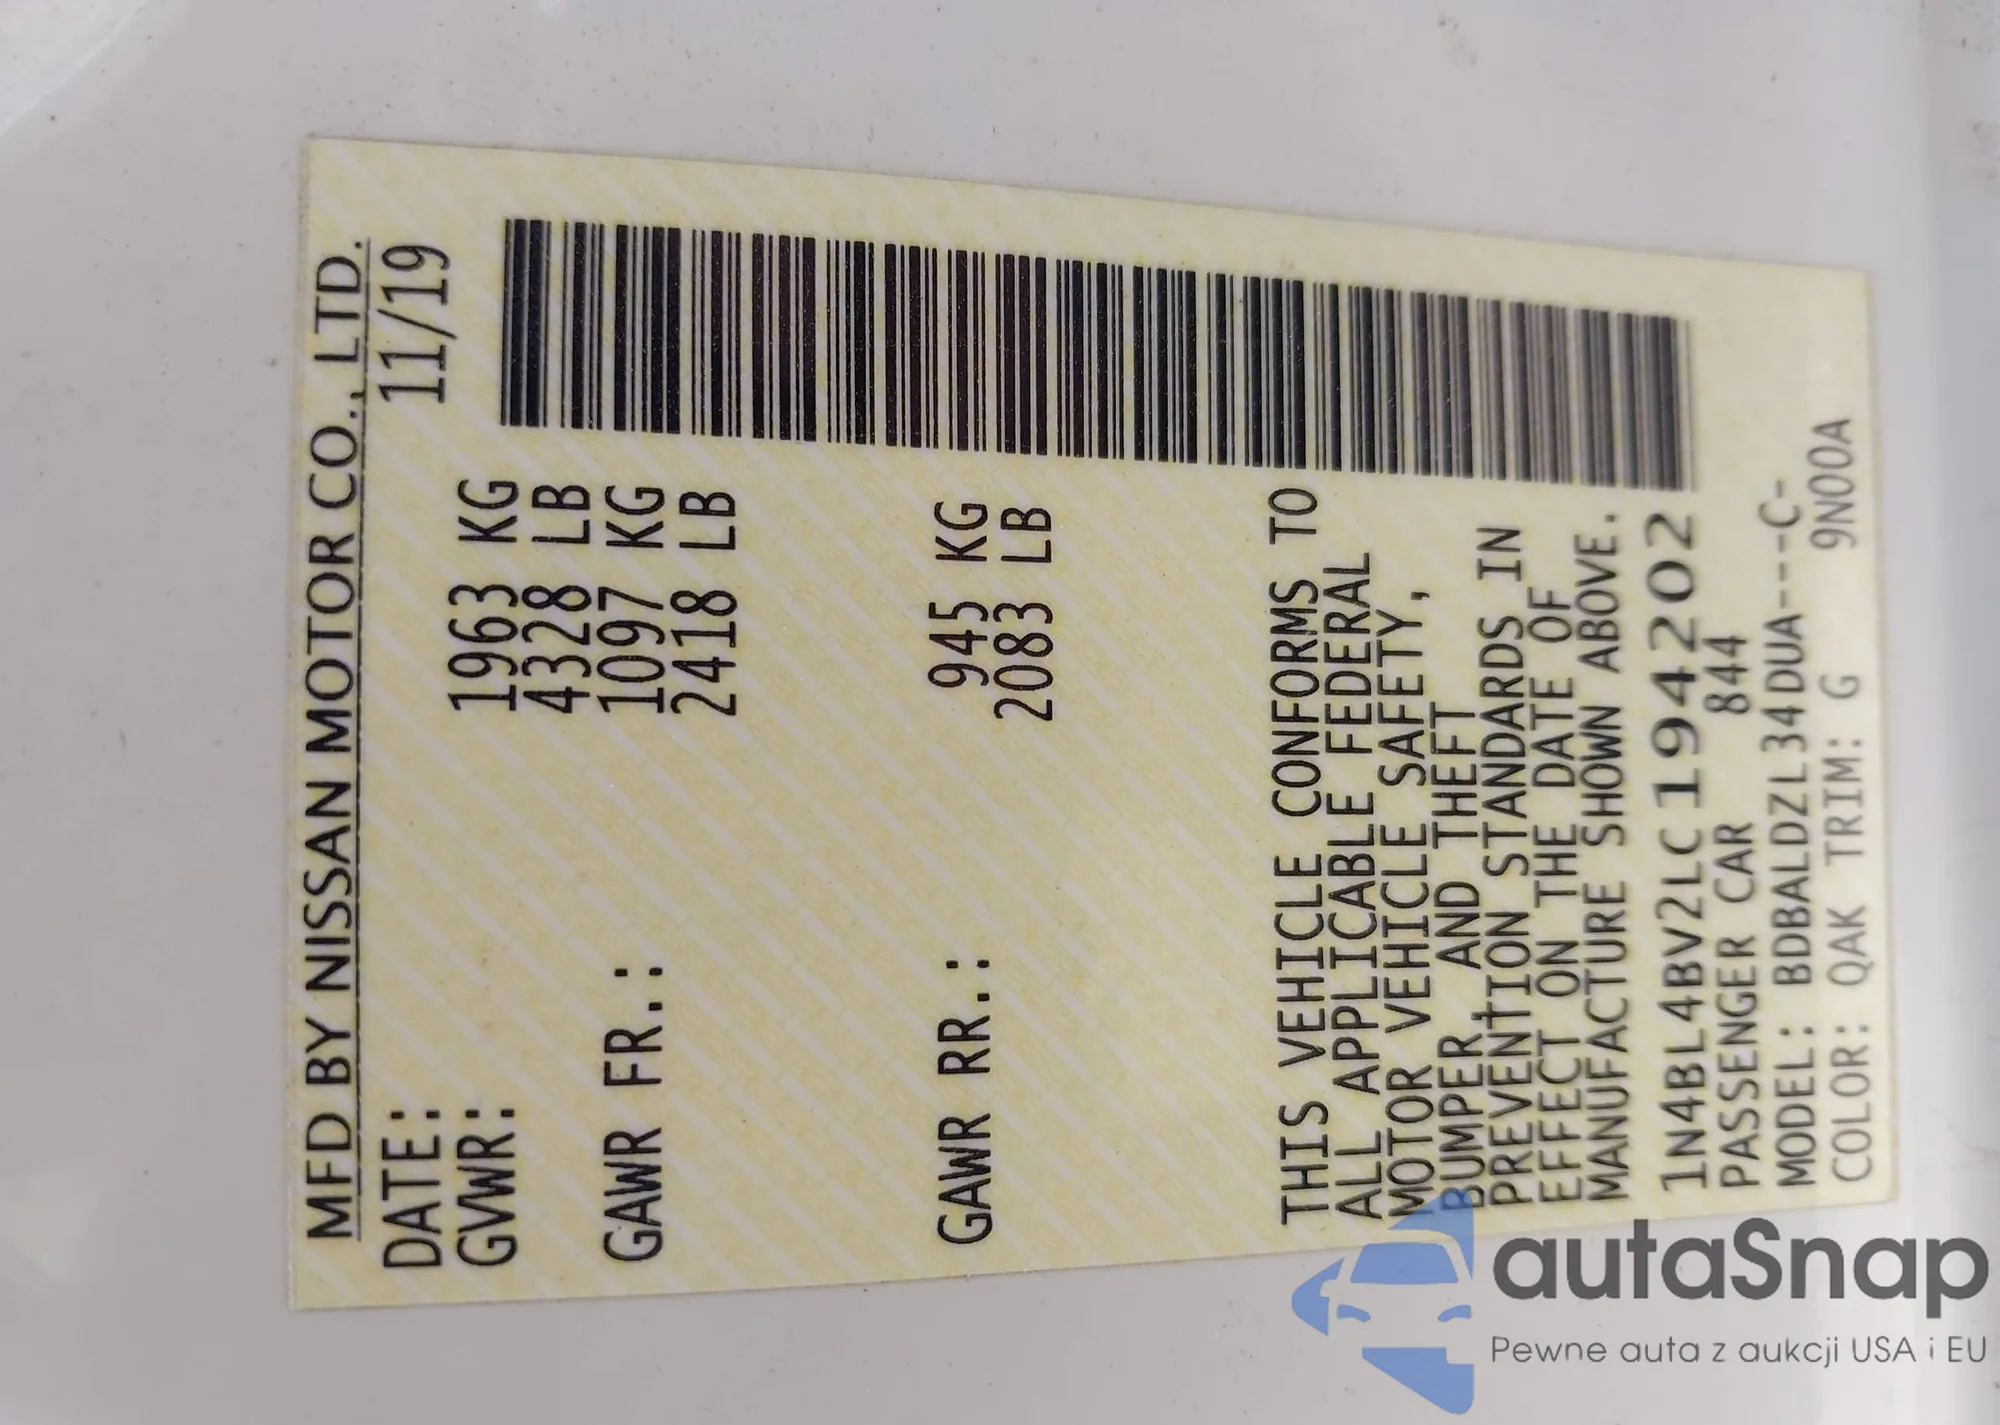 MFD BY NISSAN MOTOR CO., LTD.
DATE: 11/19
GVWR: 1963 KG
4328 LB
GAWR FR.: 1097 KG
2418 LB
GAWR RR.: 945 KG
2083 LB
THIS VEHICLE CONFORMS TO
ALL APPLICABLE FEDERAL
MOTOR VEHICLE SAFETY,
BUMPER, AND THEFT
PREVENTION STANDARDS IN
EFFECT ON THE DATE OF
MANUFACTURE SHOWN ABOVE.
1N4BL4BV2LC194202
PASSENGER CAR 844
MODEL: BDBALDZL34DUA---C-
COLOR: QAK TRIM: G 9N00A
autaSnap
Pewne auta z aukcji USA i EU